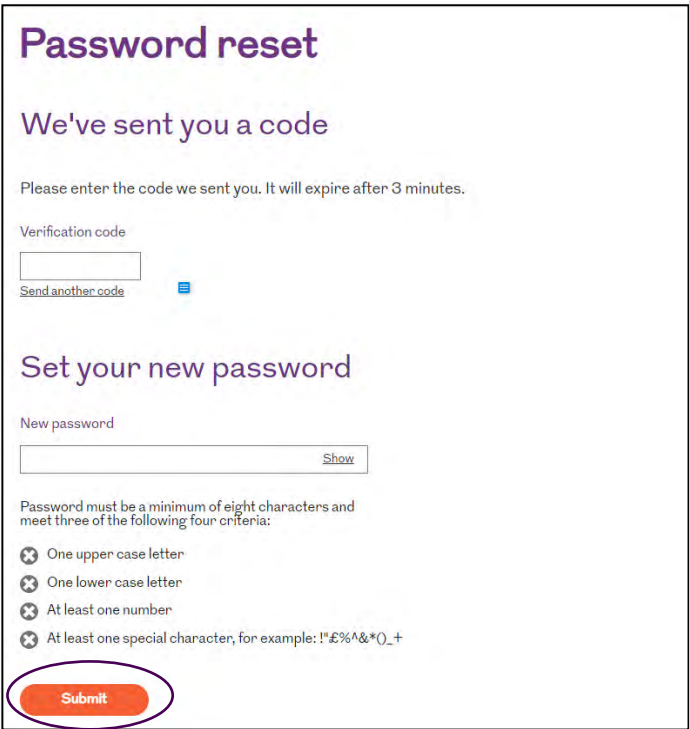 Password reset
We've sent you a code
Please enter the code we sent you. It will expire after 3 minutes.
Verification code
Send another code
Set your new password
New password
Show
Password must be a minimum of eight characters and
meet three of the following four criteria:
One upper case letter
One lower case letter
At least one number
At least one special character, for example: !"£%^&*()_+
Submit